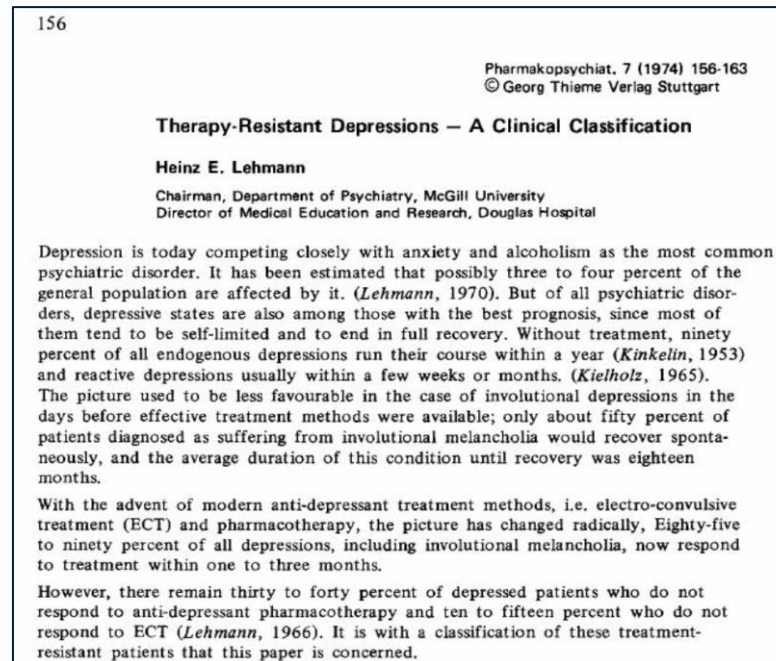 156
Pharmakopsychiat. 7 (1974) 156-163
© Georg Thieme Verlag Stuttgart
Therapy-Resistant Depressions — A Clinical Classification
Heinz E. Lehmann
Chairman, Department of Psychiatry, McGill University
Director of Medical Education and Research, Douglas Hospital
Depression is today competing closely with anxiety and alcoholism as the most common
psychiatric disorder. It has been estimated that possibly three to four percent of the
general population are affected by it. (Lehmann, 1970). But of all psychiatric disor-
ders, depressive states are also among those with the best prognosis, since most of
them tend to be self-limited and to end in full recovery. Without treatment, ninety
percent of all endogenous depressions run their course within a year (Kinkelin, 1953)
and reactive depressions usually within a few weeks or months. (Kielholz, 1965).
The picture used to be less favourable in the case of involutional depressions in the
days before effective treatment methods were available; only about fifty percent of
patients diagnosed as suffering from involutional melancholia would recover sponta-
neously, and the average duration of this condition until recovery was eighteen
months.
With the advent of modern anti-depressant treatment methods, i.e. electro-convulsive
treatment (ECT) and pharmacotherapy, the picture has changed radically, Eighty-five
to ninety percent of all depressions, including involutional melancholia, now respond
to treatment within one to three months.
However, there remain thirty to forty percent of depressed patients who do not
respond to anti-depressant pharmacotherapy and ten to fifteen percent who do not
respond to ECT (Lehmann, 1966). It is with a classification of these treatment-
resistant patients that this paper is concerned.